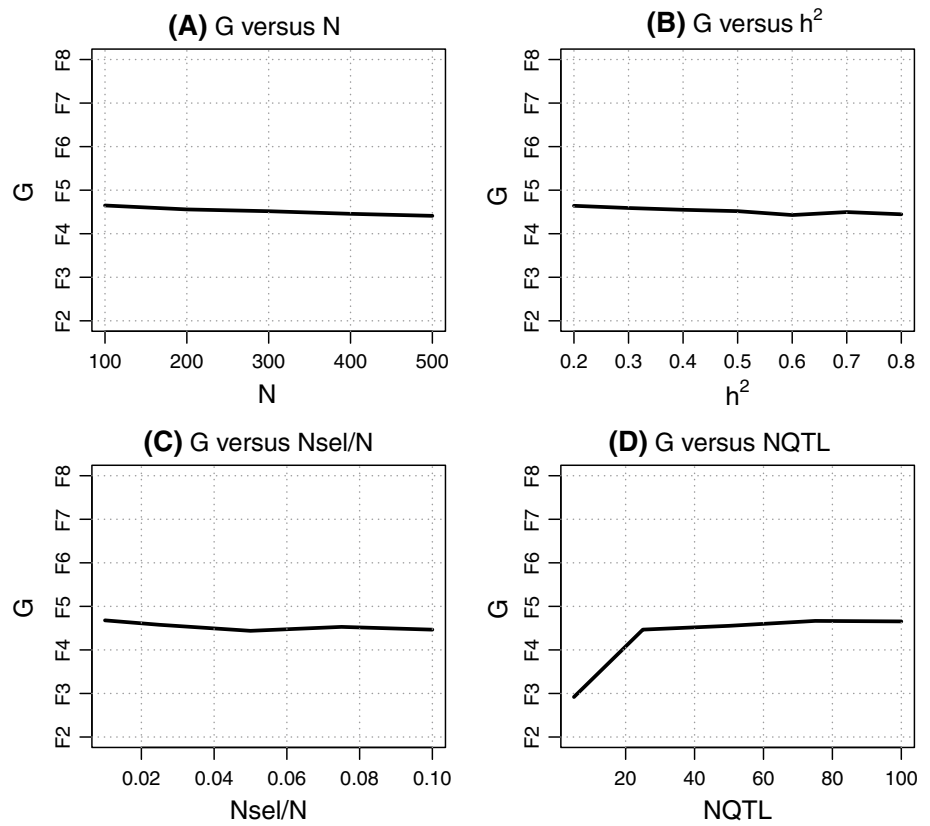 (A) G versus N
G
F8
F7
F6
F5
F4
F3
F2
100 200 300 400 500
N
(B) G versus h²
G
F8
F7
F6
F5
F4
F3
F2
0.2 0.3 0.4 0.5 0.6 0.7 0.8
h²
(C) G versus Nsel/N
G
F8
F7
F6
F5
F4
F3
F2
0.02 0.04 0.06 0.08 0.10
Nsel/N
(D) G versus NQTL
G
F8
F7
F6
F5
F4
F3
F2
20 40 60 80 100
NQTL